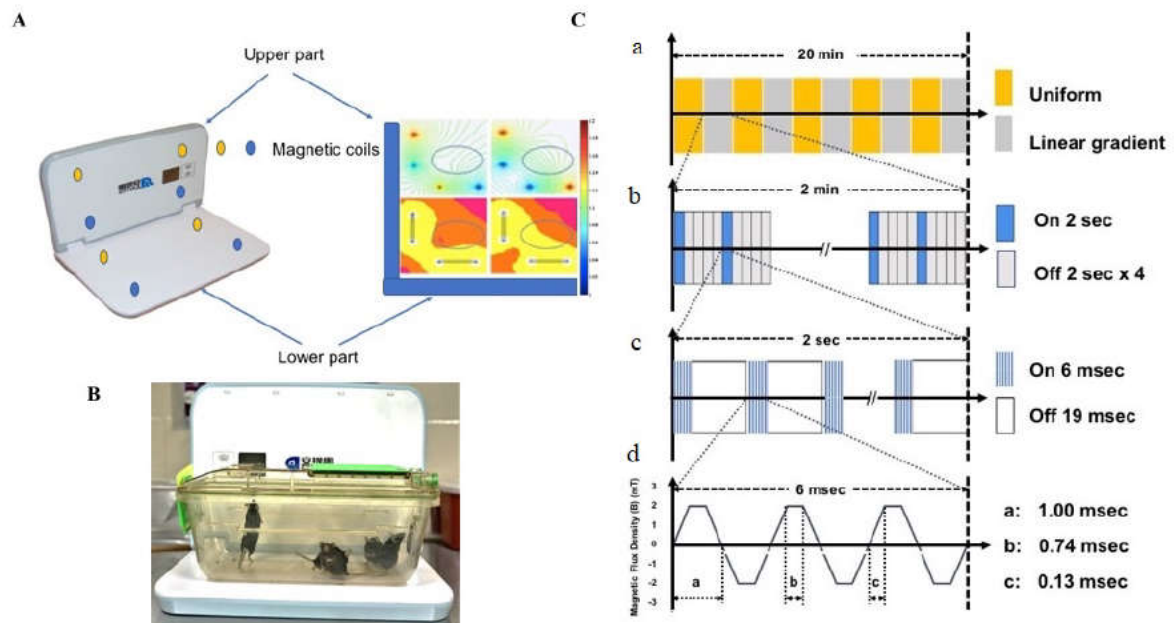 A
Upper part
Magnetic coils
Lower part
B
C
a
20 min
Uniform
Linear gradient
b
2 min
On 2 sec
Off 2 sec x 4
//
c
2 sec
On 6 msec
Off 19 msec
//
d
6 msec
Magnetic Flux Density (B) (mT)
3
2
1
0
-1
-2
-3
a
b
c
a: 1.00 msec
b: 0.74 msec
c: 0.13 msec